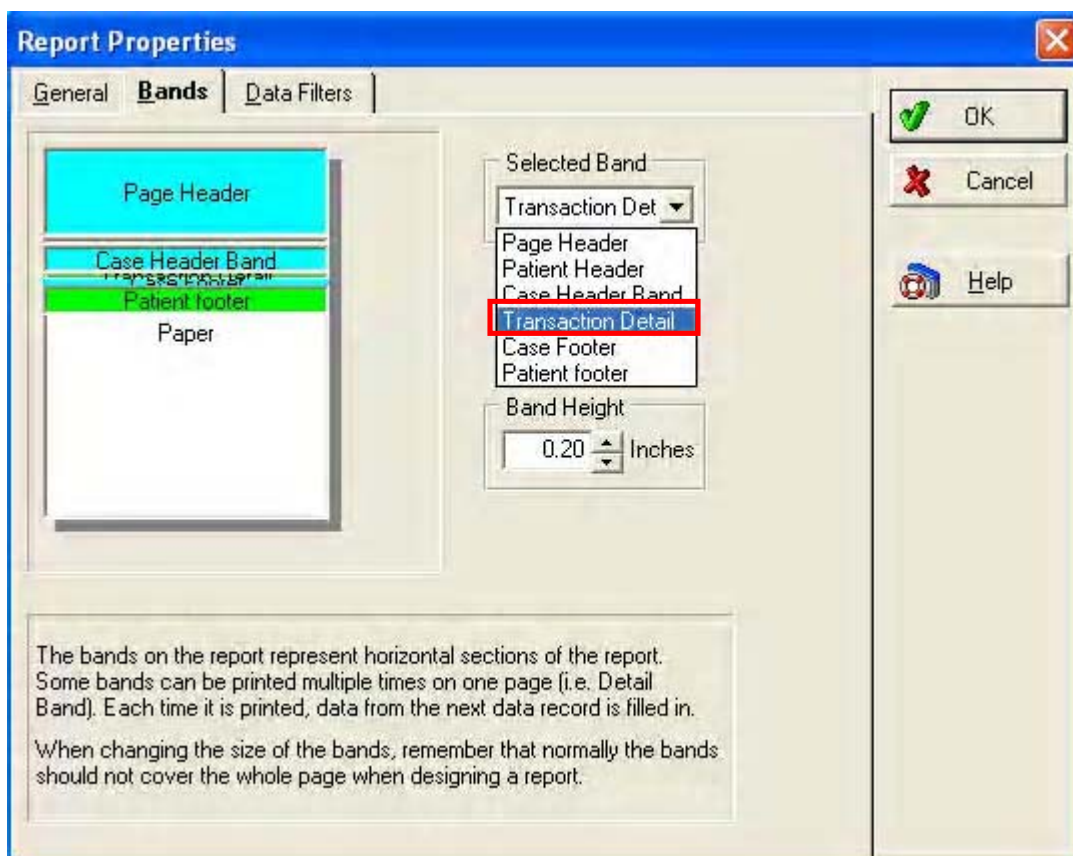 Report Properties
General Bands Data Filters
OK
Cancel
Help
Page Header
Case Header Band
Transaction Detail
Case Footer
Patient footer
Paper
Selected Band
Transaction Det
Page Header
Patient Header
Case Header Band
Transaction Detail
Case Footer
Patient footer
Band Height
0.20 Inches
The bands on the report represent horizontal sections of the report.
Some bands can be printed multiple times on one page (i.e. Detail
Band). Each time it is printed, data from the next data record is filled in.
When changing the size of the bands, remember that normally the bands
should not cover the whole page when designing a report.